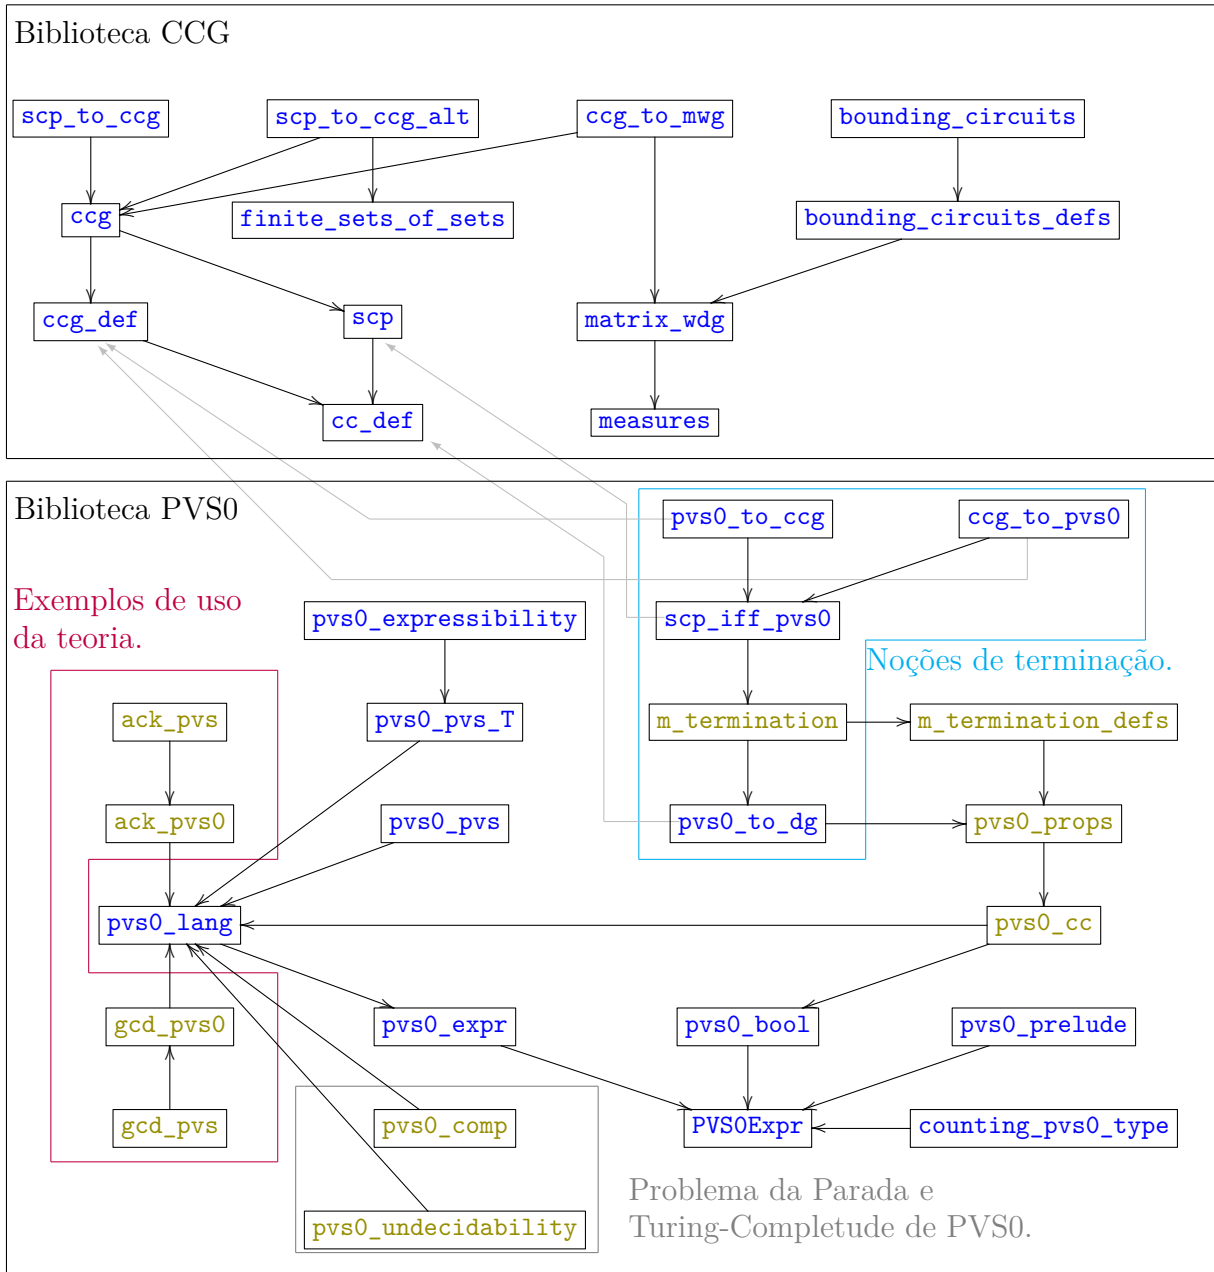 Biblioteca CCG
scp_to_ccg scp_to_ccg_alt ccg_to_mwg bounding_circuits
ccg finite_sets_of_sets bounding_circuits_defs
ccg_def scp matrix_wdg
cc_def measures
Biblioteca PVS0
pvs0_to_ccg ccg_to_pvs0
Exemplos de uso
da teoria.
pvs0_expressibility scp_iff_pvs0
Noções de terminação.
ack_pvs pvs0_pvs_T m_termination m_termination_defs
ack_pvs0 pvs0_pvs pvs0_to_dg pvs0_props
pvs0_lang pvs0_cc
gcd_pvs0 pvs0_expr pvs0_bool pvs0_prelude
gcd_pvs pvs0_comp PVS0Expr counting_pvs0_type
Problema da Parada e
Turing-Completude de PVS0.
pvs0_undecidability